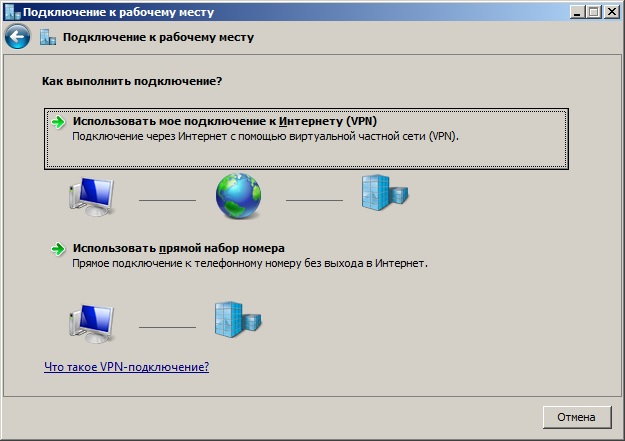 Подключение к рабочему месту
Подключение к рабочему месту
Как выполнить подключение?
Использовать мое подключение к Интернету (VPN)
Подключение через Интернет с помощью виртуальной частной сети (VPN).
Использовать прямой набор номера
Прямое подключение к телефонному номеру без выхода в Интернет.
Что такое VPN-подключение?
Отмена